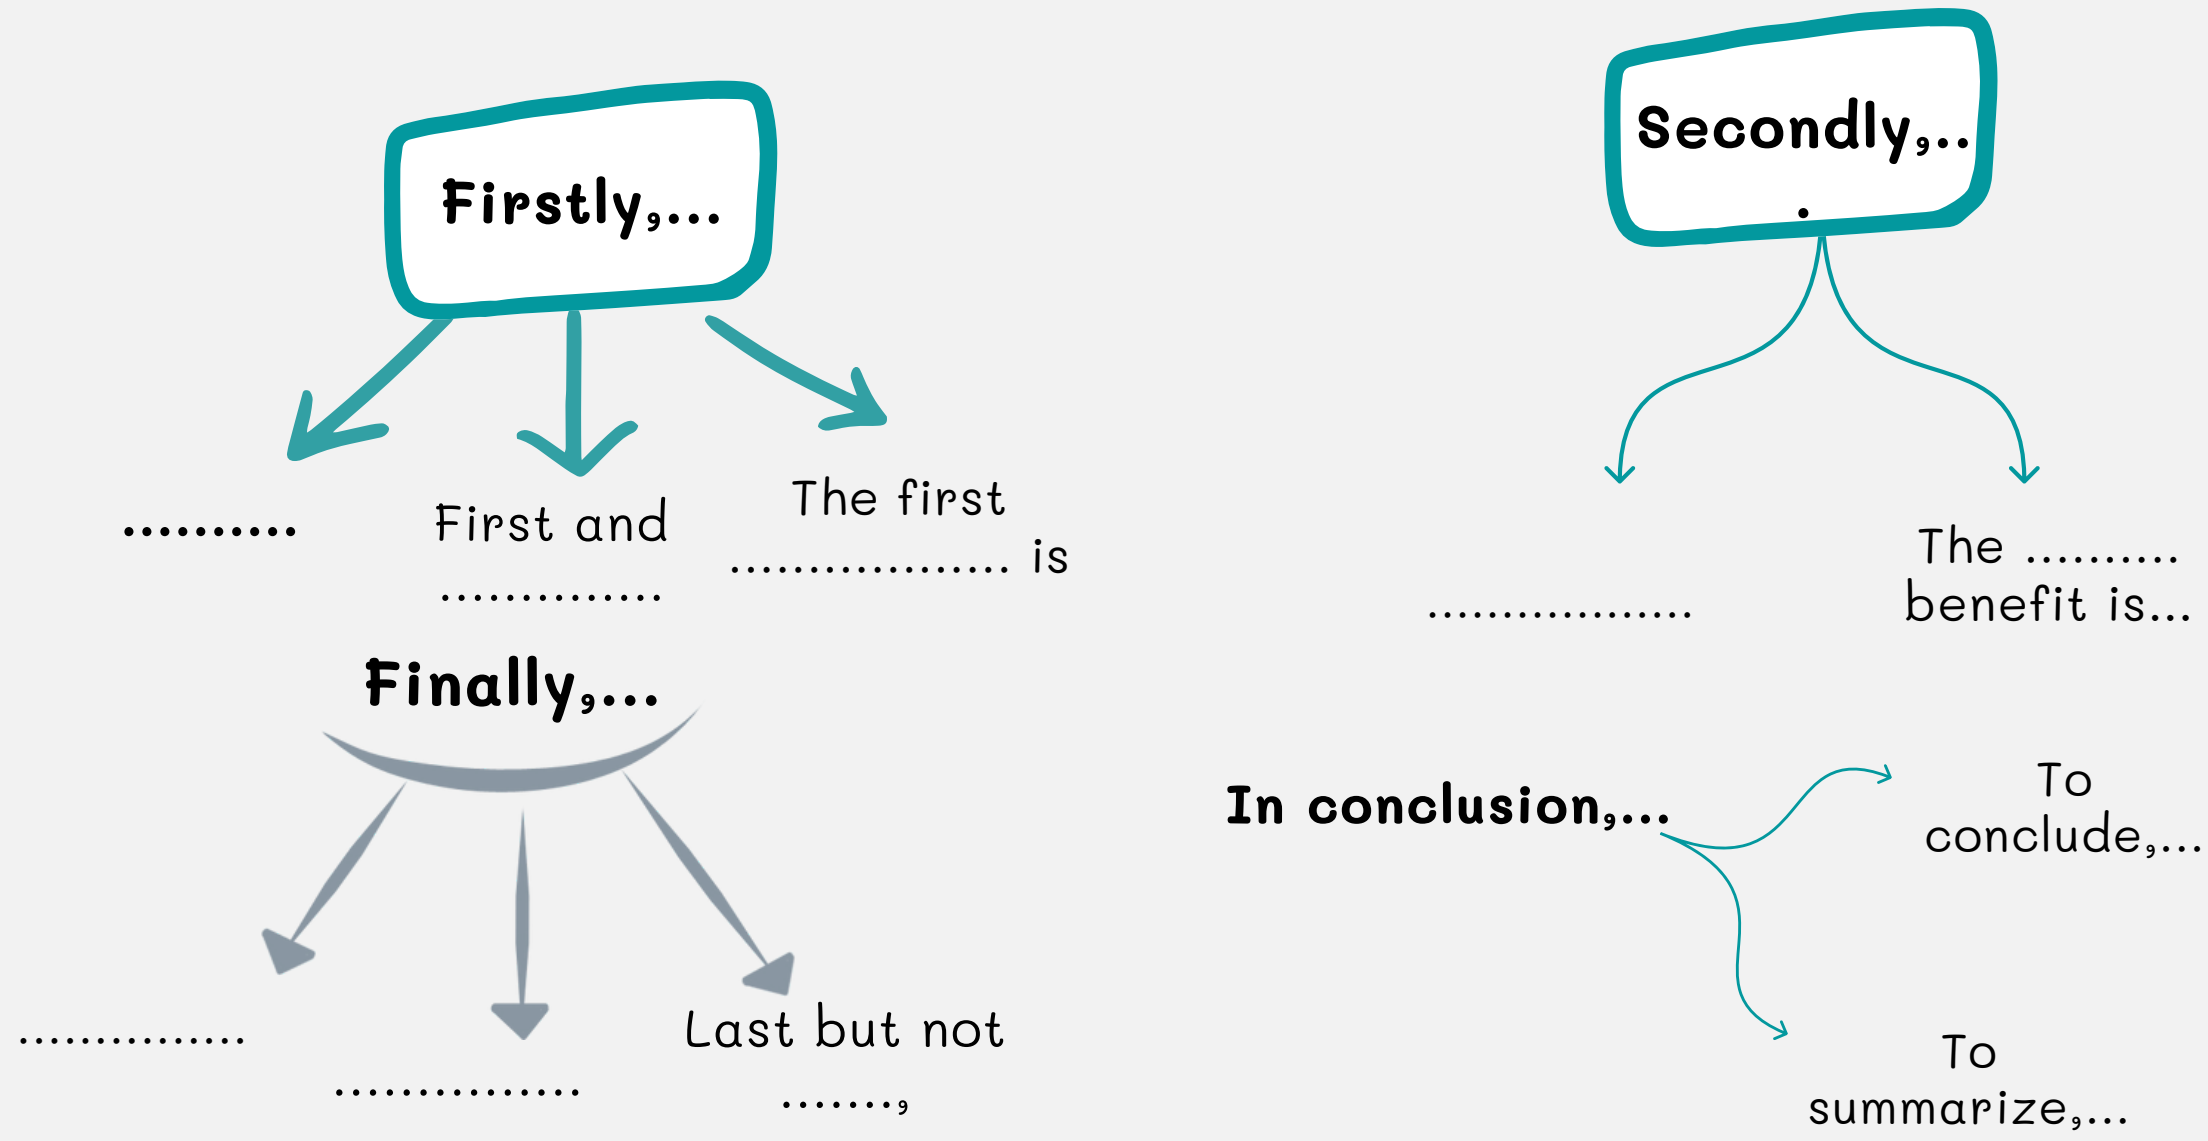 Firstly,...
..........
First and
..............
The first
.................. is
Secondly,..
.
.................
The ..........
benefit is...
Finally,...
...............
...............
Last but not
.......,
In conclusion,...
To
conclude,...
To
summarize,...